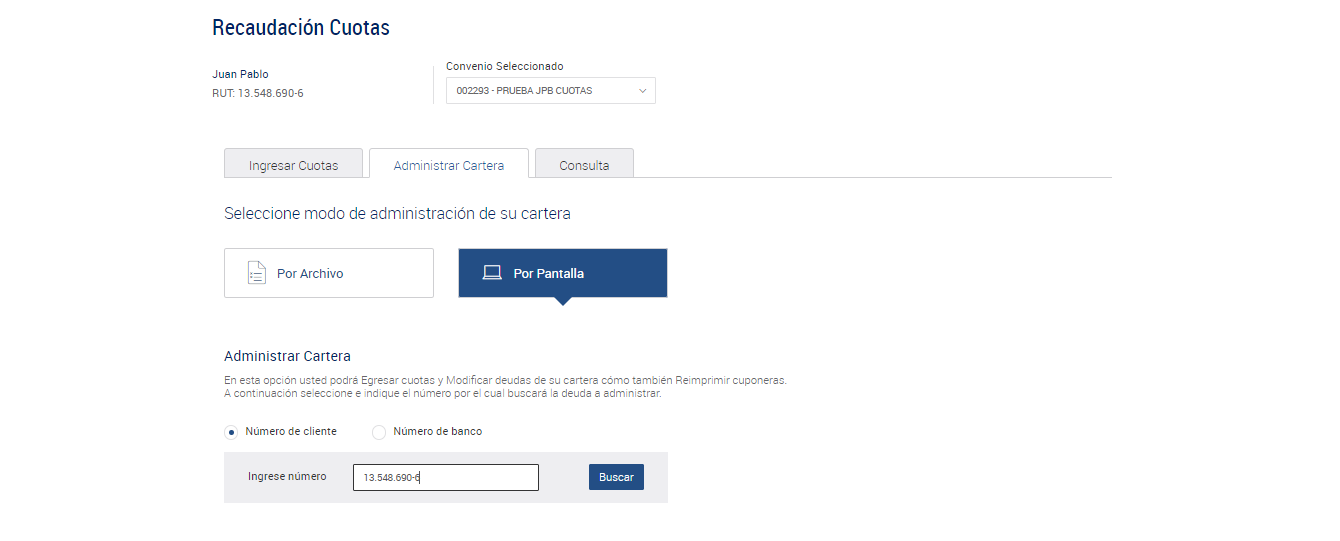 Recaudación Cuotas
Juan Pablo
RUT: 13.548.690-6
Convenio Seleccionado
002293 - PRUEBA JPB CUOTAS
Ingresar Cuotas
Administrar Cartera
Consulta
Seleccione modo de administración de su cartera
Por Archivo
Por Pantalla
Administrar Cartera
En esta opción usted podrá Egresar cuotas y Modificar deudas de su cartera cómo también Reimprimir cuponeras.
A continuación seleccione e indique el número por el cual buscará la deuda a administrar.
Número de cliente
Número de banco
Ingrese número
13.548.690-6
Buscar